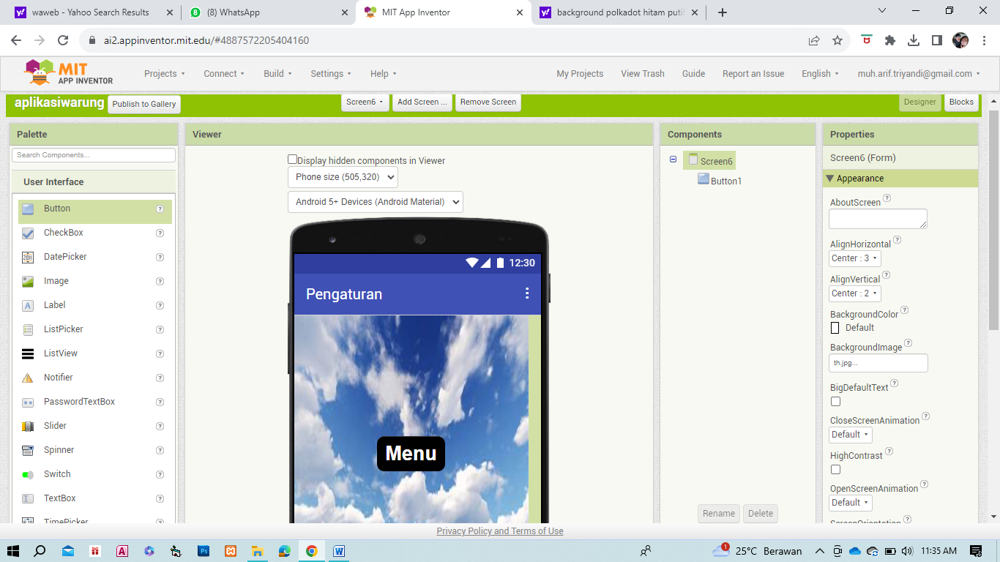 waweb - Yahoo Search Results
(8) WhatsApp
MIT App Inventor
background polkadot hitam puti
ai2.appinventor.mit.edu/#4887572205404160
MIT
APP INVENTOR
Projects
Connect
Build
Settings
Help
My Projects
View Trash
Guide
Report an Issue
English
muh.arif.triyandi@gmail.com
aplikasiwarung
Publish to Gallery
Screen6
Add Screen ...
Remove Screen
Designer
Blocks
Palette
Search Components...
User Interface
Button
CheckBox
DatePicker
Image
Label
ListPicker
ListView
Notifier
PasswordTextBox
Slider
Spinner
Switch
TextBox
TimePicker
Viewer
Display hidden components in Viewer
Phone size (505,320)
Android 5+ Devices (Android Material)
12:30
Pengaturan
Menu
Components
Screen6
Button1
Rename
Delete
Properties
Screen6 (Form)
Appearance
AboutScreen
AlignHorizontal
Center : 3
AlignVertical
Center : 2
BackgroundColor
Default
BackgroundImage
th.jpg...
BigDefaultText
CloseScreenAnimation
Default
HighContrast
OpenScreenAnimation
Default
ScreenOrientation
Privacy Policy and Terms of Use
1
25°C Berawan
11:35 AM